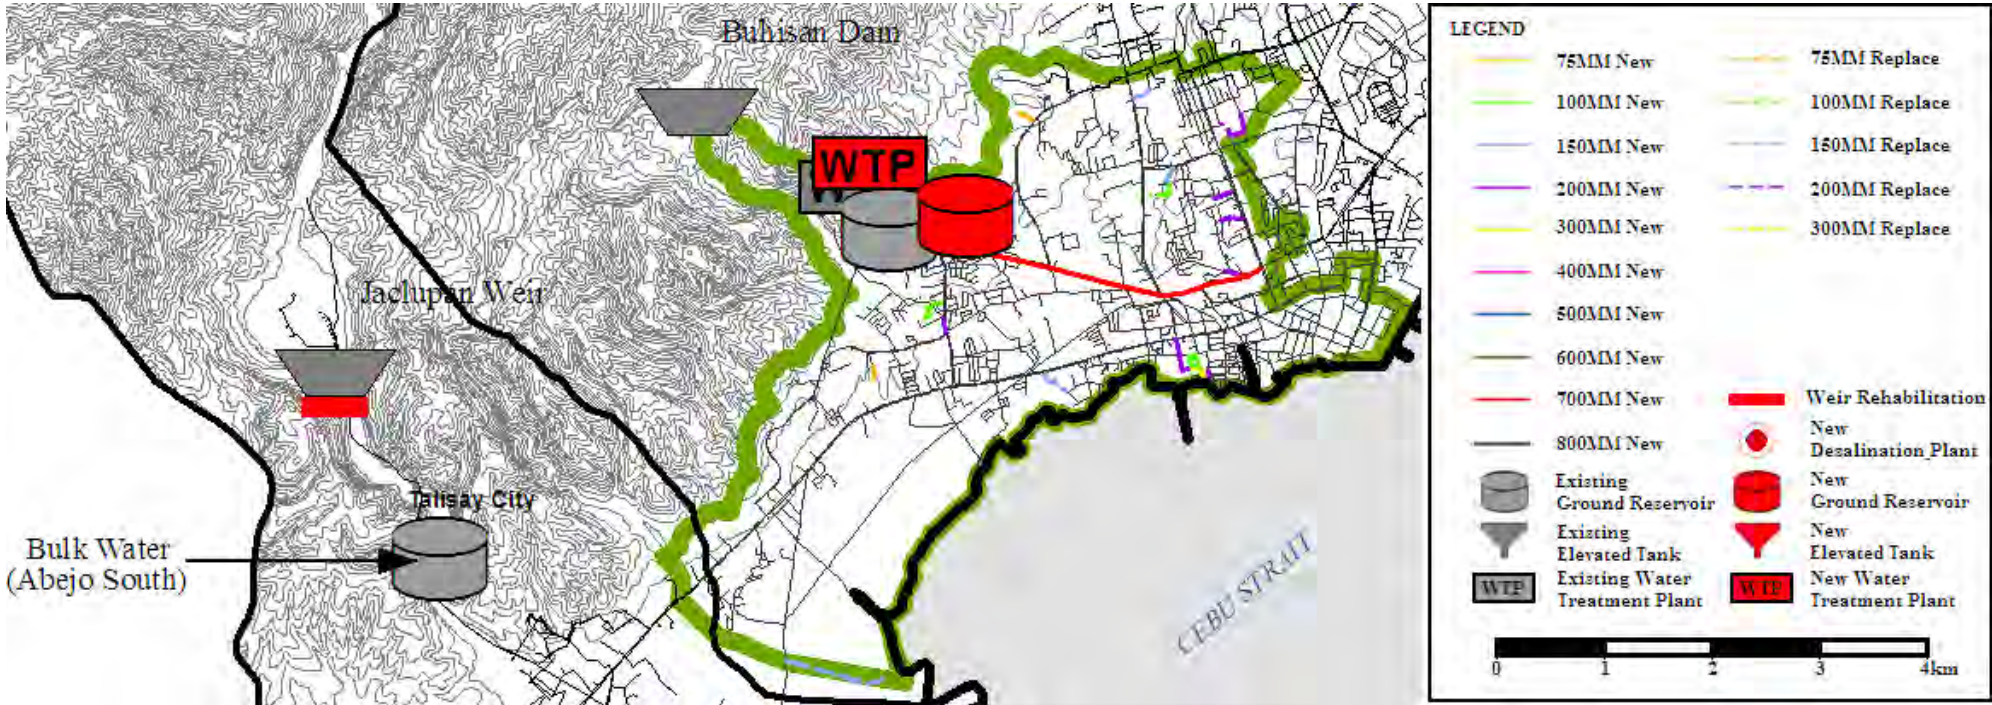 Buhisan Dam
WTP
W
Jaclupan Weir
Talisay City
Bulk Water
(Abejo South)
CEBU STRAIT
LEGEND
75MM New
100MM New
150MM New
200MM New
300MM New
400MM New
500MM New
600MM New
700MM New
800MM New
Existing
Ground Reservoir
Existing
Elevated Tank
WTP
Existing Water
Treatment Plant
75MM Replace
100MM Replace
150MM Replace
200MM Replace
300MM Replace
Weir Rehabilitation
New
Desalination Plant
New
Ground Reservoir
New
Elevated Tank
WTP
New Water
Treatment Plant
0 1 2 3 4km